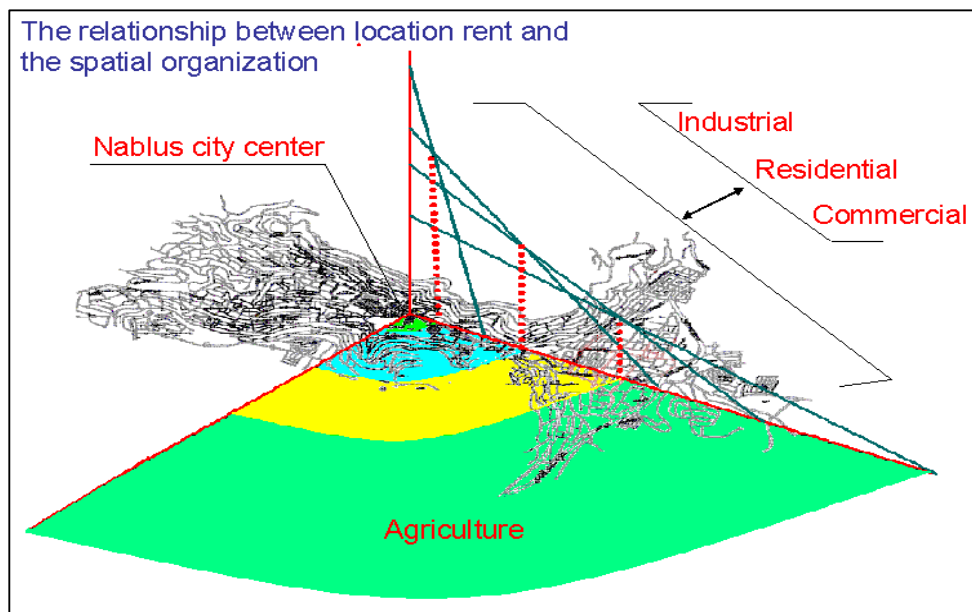 The relationship between location rent and
the spatial organization
Nablus city center
Industrial
Residential
Commercial
Agriculture